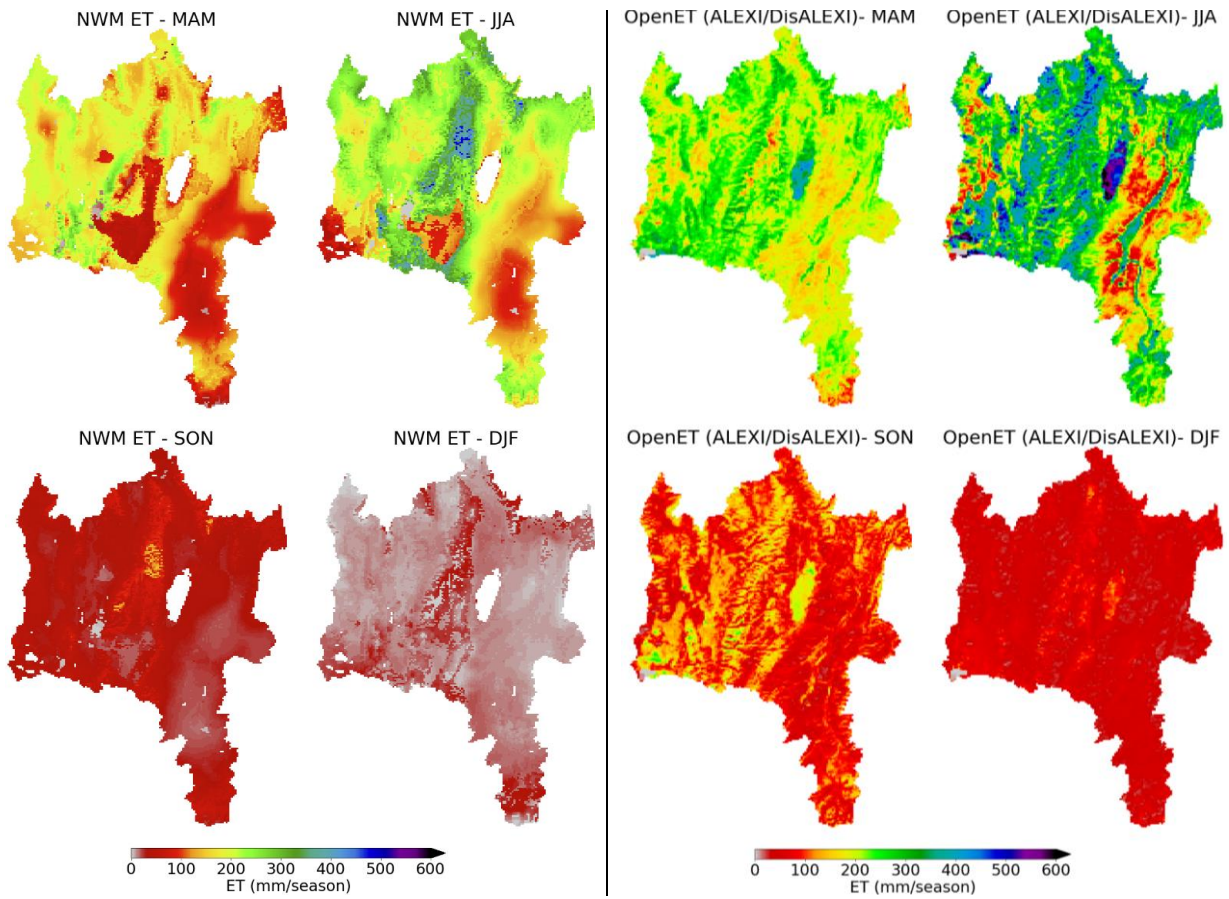 NWM ET - MAM
NWM ET - JJA
OpenET (ALEXI/DisALEXI)- MAM
OpenET (ALEXI/DisALEXI)- JJA
NWM ET - SON
NWM ET - DJF
OpenET (ALEXI/DisALEXI)- SON
OpenET (ALEXI/DisALEXI)- DJF
0 100 200 300 400 500 600
ET (mm/season)
0 100 200 300 400 500 600
ET (mm/season)